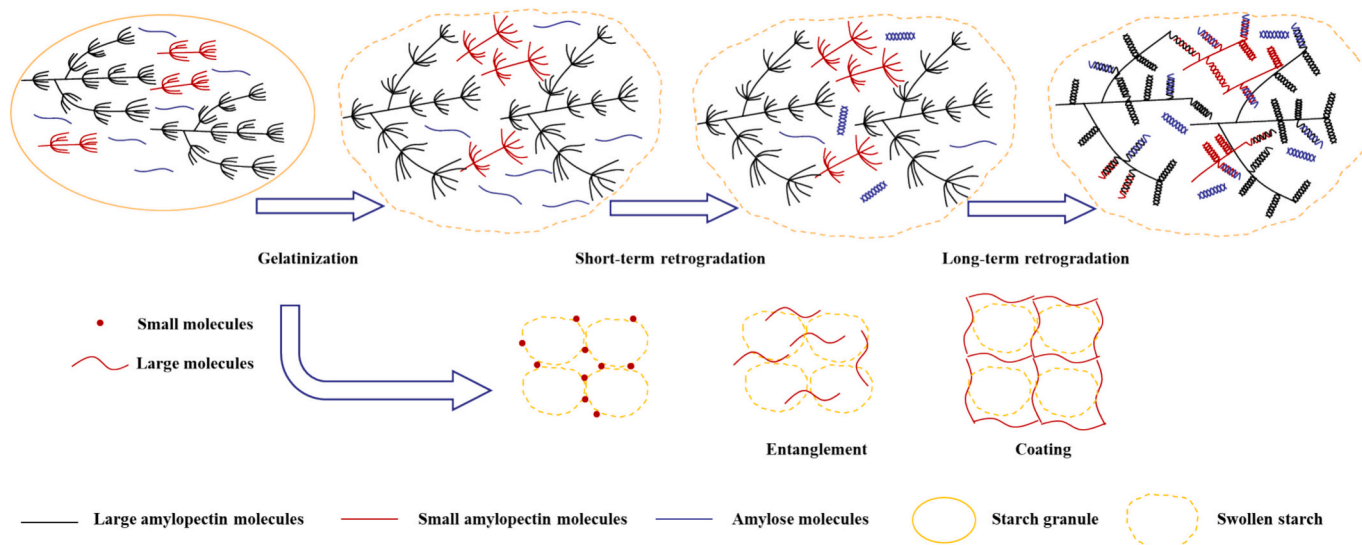 Gelatinization
Short-term retrogradation
Long-term retrogradation
Small molecules
Large molecules
Entanglement
Coating
Large amylopectin molecules
Small amylopectin molecules
Amylose molecules
Starch granule
Swollen starch